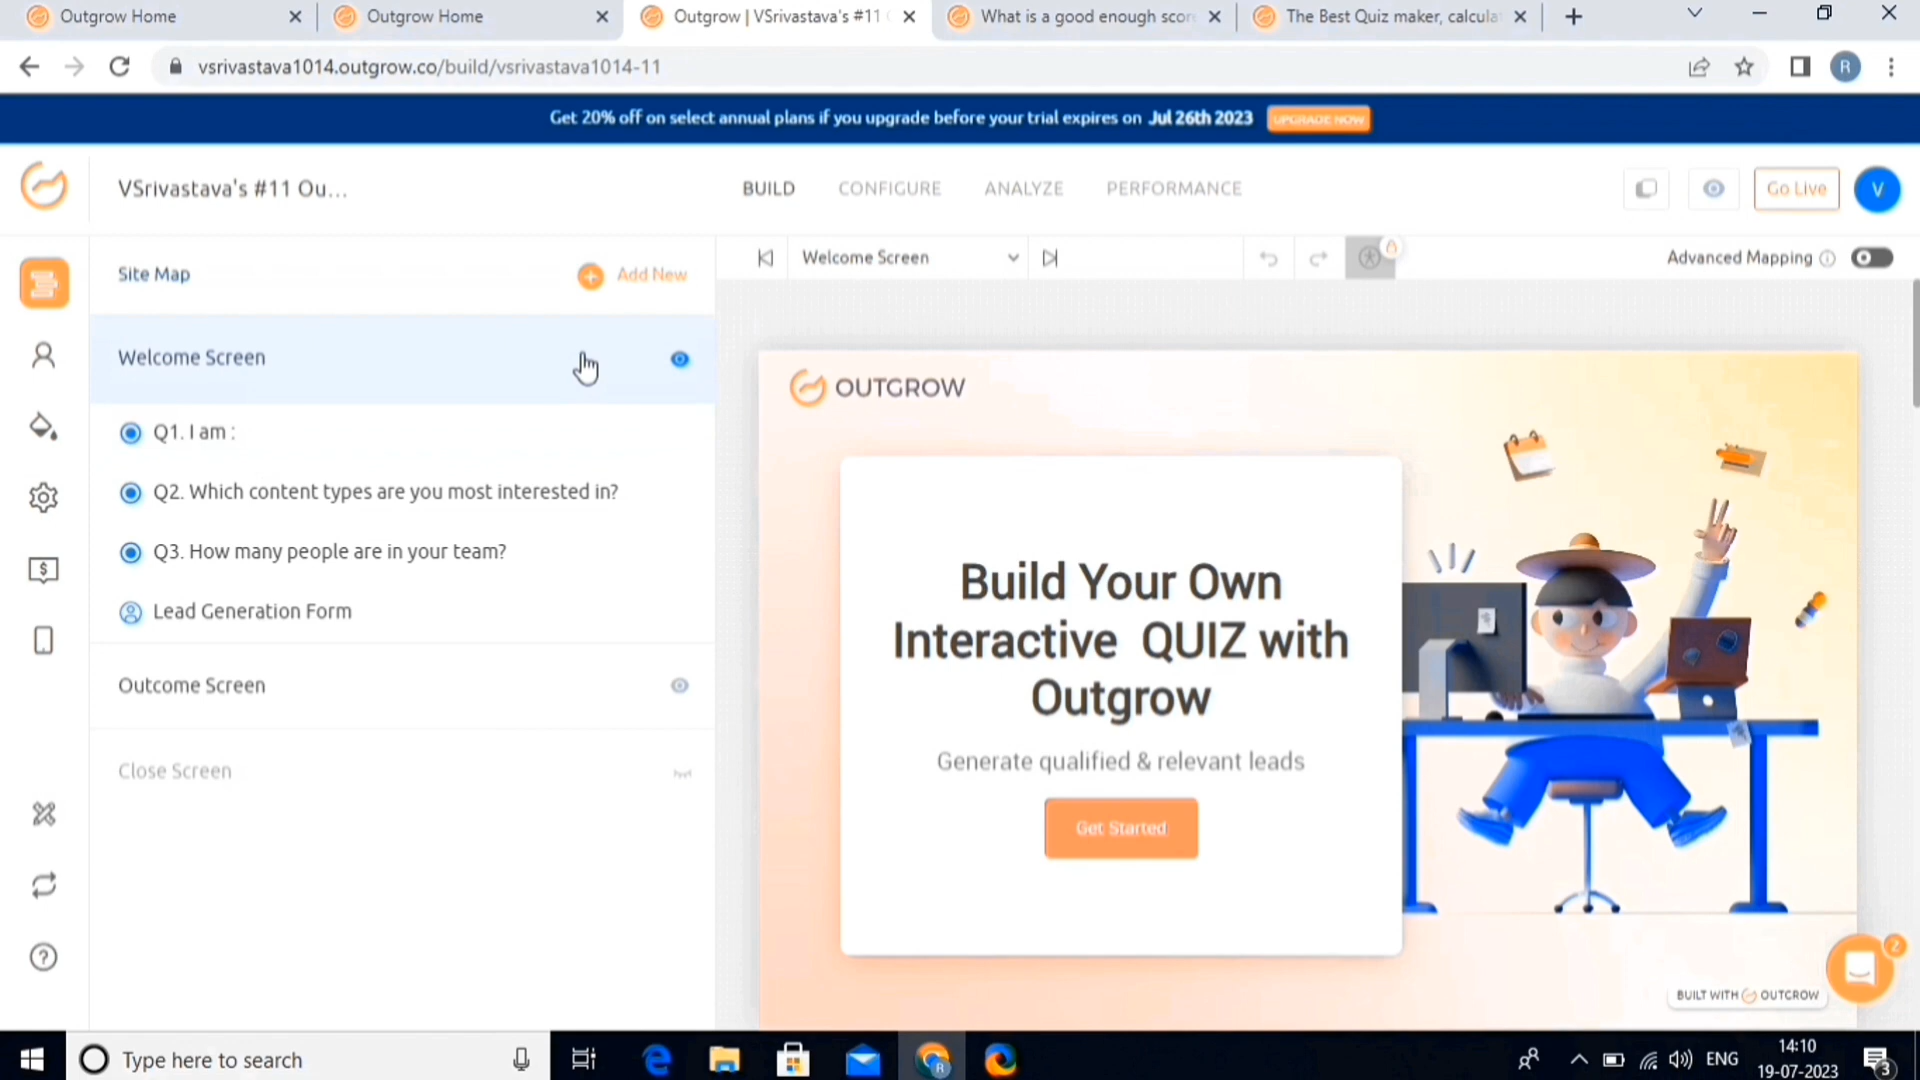 Outgrow Home
Outgrow Home
Outgrow | VSrivastava's #11
What is a good enough scor
The Best Quiz maker, calcula
vsrivastava1014.outgrow.co/build/vsrivastava1014-11
R
Get 20% off on select annual plans if you upgrade before your trial expires on Jul 26th 2023 UPGRADE NOW
VSrivastava's #11 Ou...
BUILD CONFIGURE ANALYZE PERFORMANCE
Go Live
V
Site Map
Add New
Welcome Screen
Advanced Mapping
Welcome Screen
Q1. I am :
Q2. Which content types are you most interested in?
Q3. How many people are in your team?
Lead Generation Form
Outcome Screen
Close Screen
OUTGROW
Build Your Own
Interactive QUIZ with
Outgrow
Generate qualified & relevant leads
Get Started
2
BUILT WITH OUTGROW
Type here to search
R
ENG
14:10
19-07-2023
3